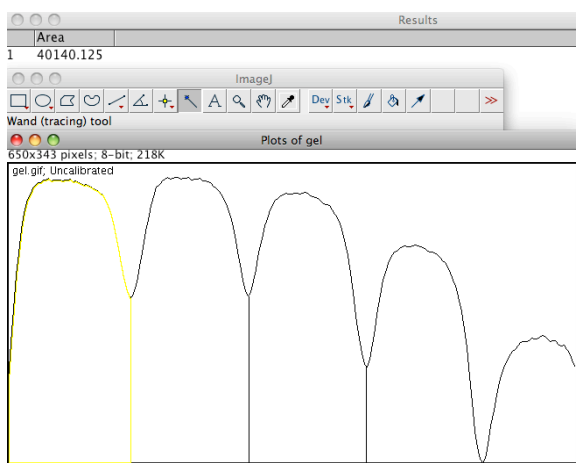 Results
Area
1 40140.125
ImageJ
A Dev Stk >>
Wand (tracing) tool
Plots of gel
650x343 pixels; 8-bit; 218K
gel.gif; Uncalibrated